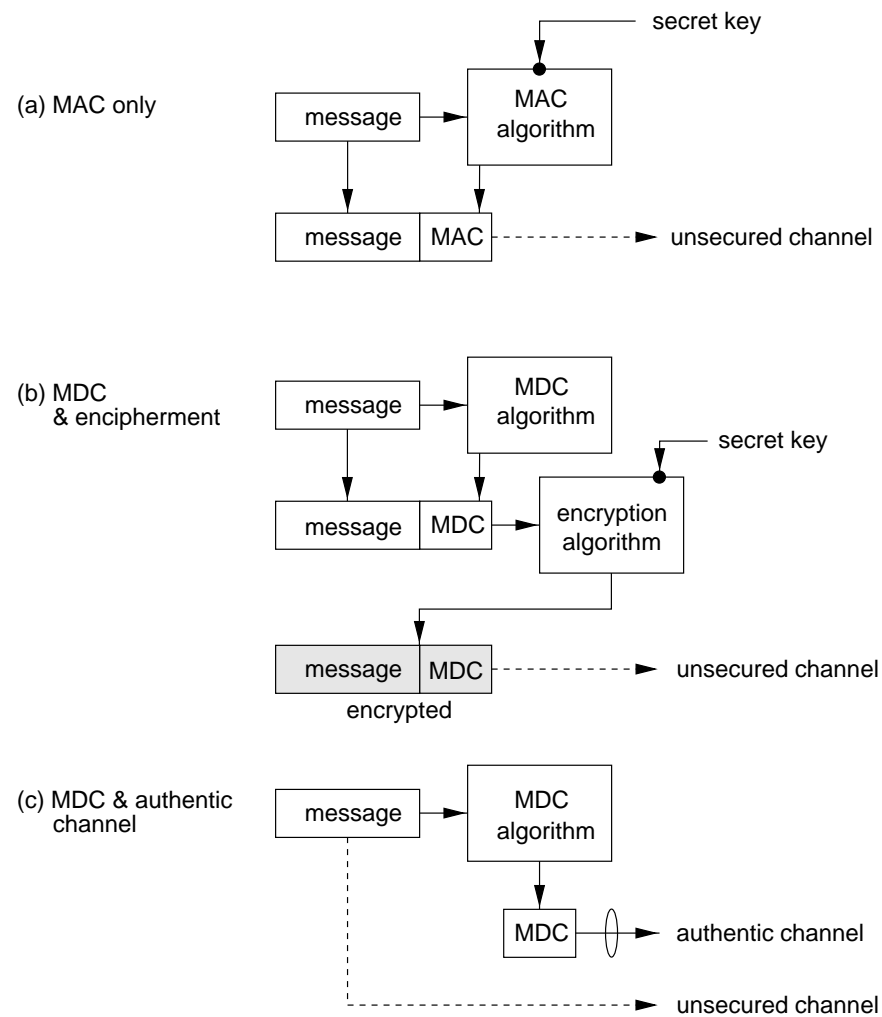 secret key
(a) MAC only
message
MAC
algorithm
message
MAC
unsecured channel
(b) MDC
& encipherment
message
MDC
algorithm
secret key
message
MDC
encryption
algorithm
message
MDC
unsecured channel
encrypted
(c) MDC & authentic
channel
message
MDC
algorithm
MDC
authentic channel
unsecured channel